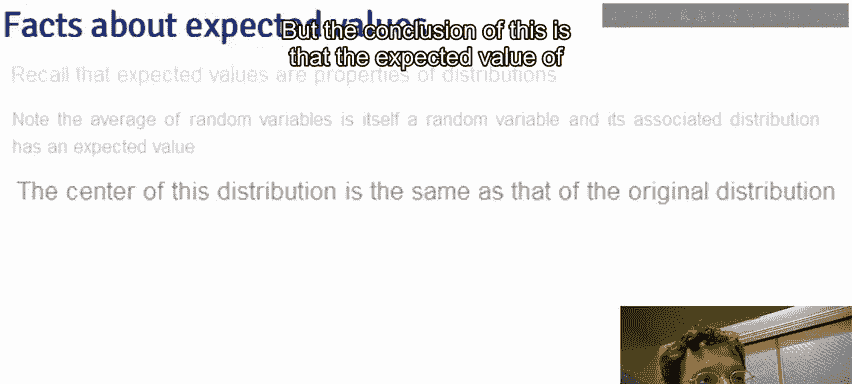 Facts about expected values
But the conclusion of this is
that the expected value of
Recall that expected values are properties of distributions
Note the average of random variables is itself a random variable and its associated distribution
has an expected value
The center of this distribution is the same as that of the original distribution